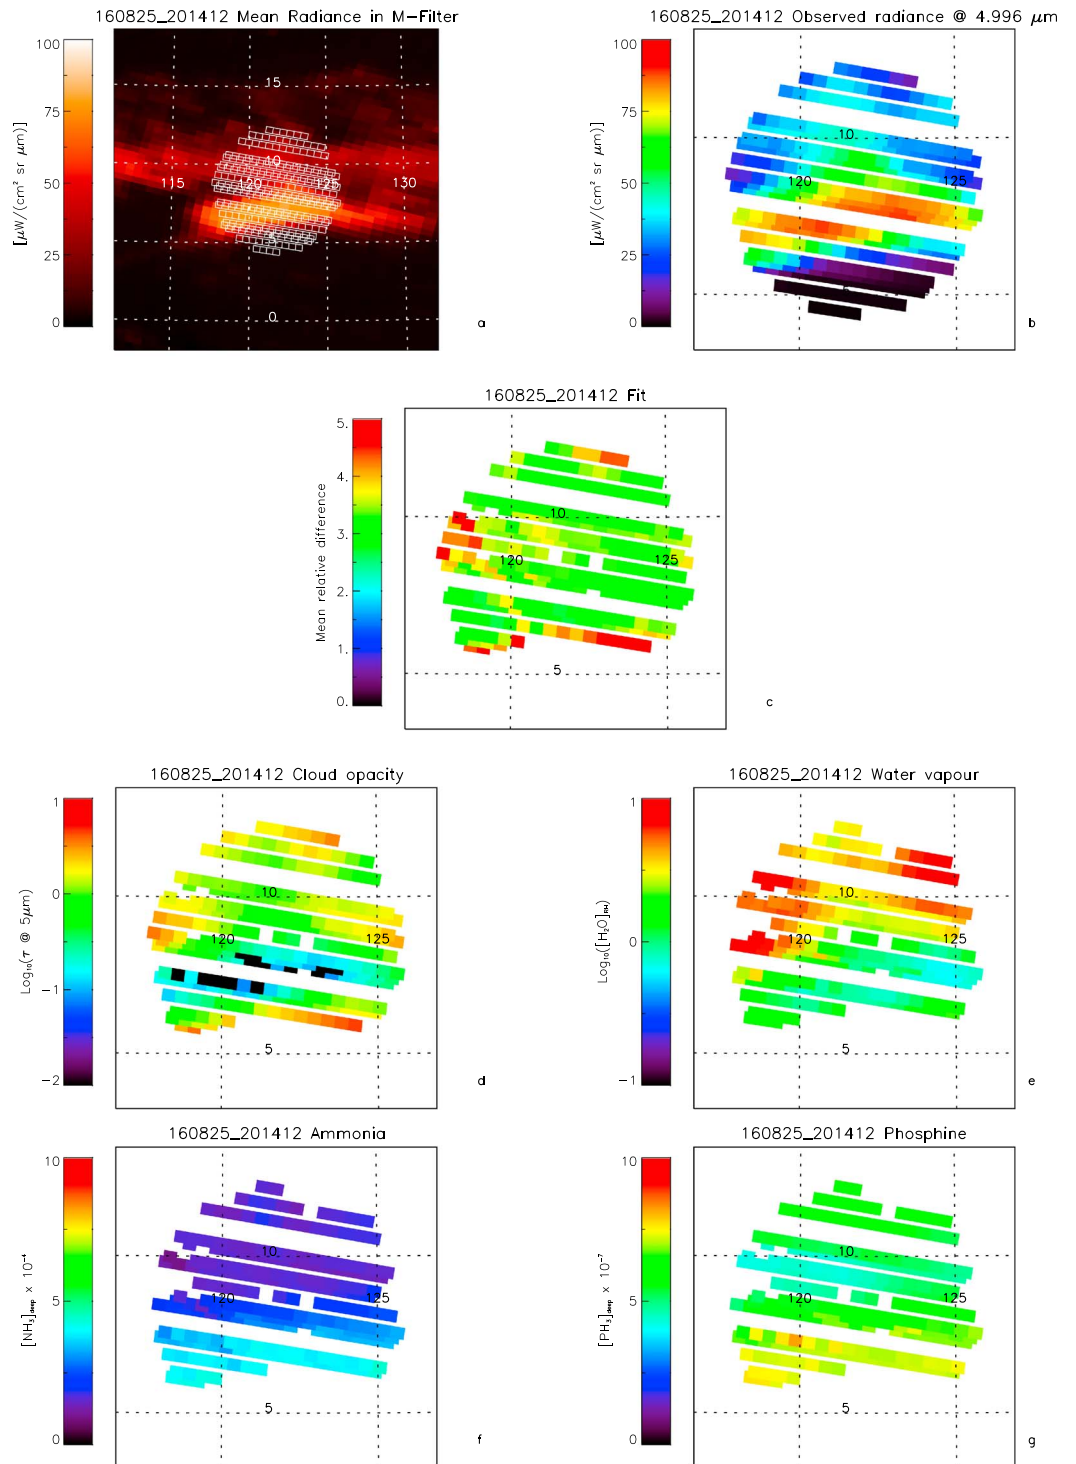 160825_201412 Mean Radiance in M-Filter
100
75
50
25
0
[μW/(cm² sr μm)]
15
10
115
120
125
130
5
0
a
160825_201412 Observed radiance @ 4.996 μm
100
75
50
25
0
[μW/(cm² sr μm)]
10
120
125
5
b
160825_201412 Fit
5.
4.
3.
2.
1.
0.
Mean relative difference
10
120
125
5
c
160825_201412 Cloud opacity
1
0
−1
−2
Log₁₀(τ @ 5μm)
10
120
125
5
d
160825_201412 Water vapour
1
0
−1
Log₁₀([H₂O]RH)
10
120
125
5
e
160825_201412 Ammonia
10
5
0
[NH₃]deep x 10⁻⁴
10
120
125
5
f
160825_201412 Phosphine
10
5
0
[PH₃]deep x 10⁻⁷
10
120
125
5
g